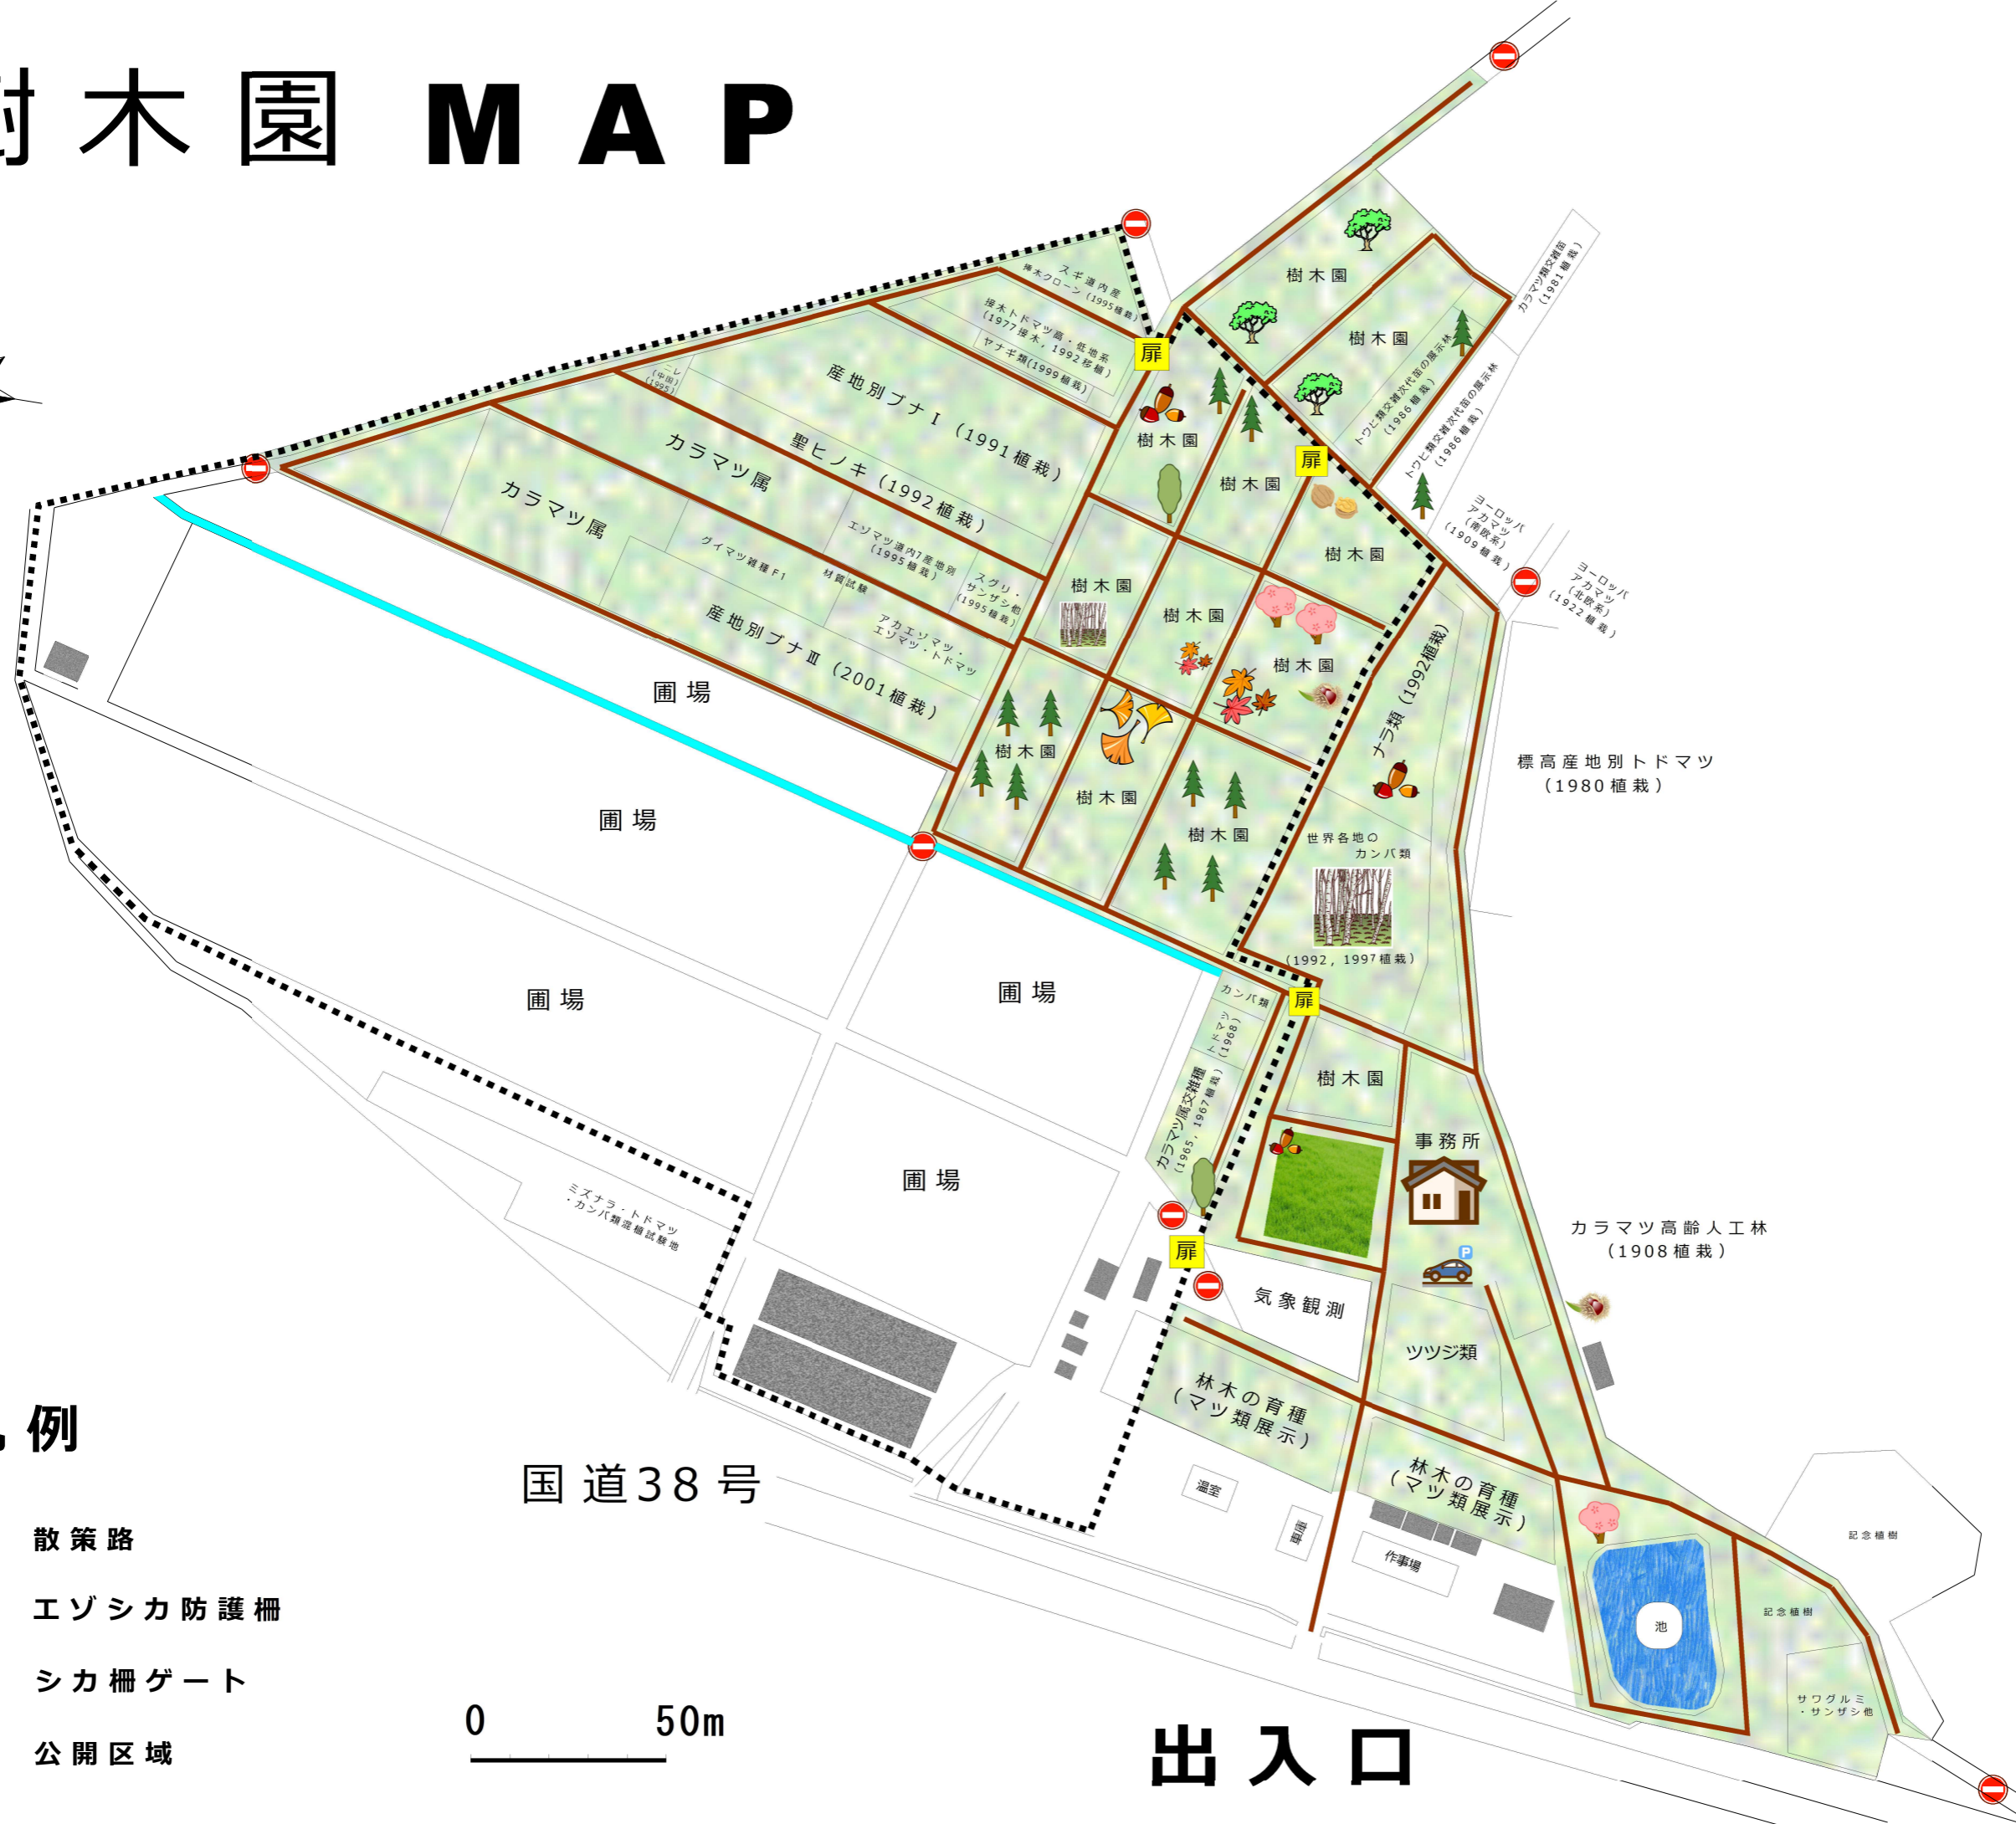 樹木園 MAP
カラマツ類交雑苗
(1981植栽)
スギ道内産
挿木クローン(1995植栽)
接木トドマツ高・低地系
(1977接木,1992移植)
ヤナギ類(1999植栽)
樹木園
樹木園
トウヒ類交雑次代苗の展示林
(1986植栽)
トウヒ類交雑次代苗の展示林
(1986植栽)
扉
ニレ
(中国)
(1995)
産地別ブナⅠ (1991植栽)
聖ヒノキ (1992植栽)
カラマツ属
カラマツ属
樹木園
樹木園
扉
樹木園
ヨーロッパ
アカマツ
(南欧系)
(1909植栽)
ヨーロッパ
アカマツ
(北欧系)
(1922植栽)
グイマツ雑種F1
材質試験
エゾマツ道内7産地別
(1995植栽)
スグリ・
サンザシ他
(1995植栽)
アカエゾマツ・
エゾマツ・トドマツ
産地別ブナⅢ (2001植栽)
樹木園
樹木園
樹木園
ナラ類 (1992植栽)
圃場
樹木園
樹木園
樹木園
標高産地別トドマツ
(1980植栽)
圃場
世界各地の
カンバ類
(1992, 1997植栽)
圃場
圃場
扉
カンバ類
トドマツ
(1968)
カラマツ属交雑種
(1965, 1967植栽)
樹木園
事務所
P
圃場
ミズナラ・トドマツ
・カンバ類混植試験地
扉
カラマツ高齢人工林
(1908植栽)
気象観測
ツツジ類
林木の育種
(マツ類展示)
林木の育種
(マツ類展示)
国道38号
温室
車庫
作事場
記念植樹
記念植樹
池
サワグルミ
・サンザシ他
例
散策路
エゾシカ防護柵
シカ柵ゲート
公開区域
0 50m
出入口